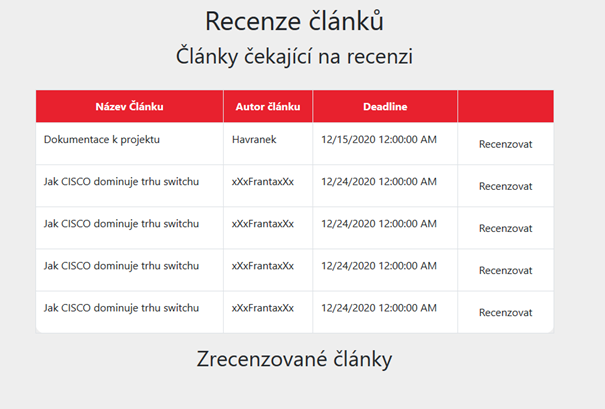 Recenze článků
Články čekající na recenzi
Název Článku Autor článku Deadline
Dokumentace k projektu Havranek 12/15/2020 12:00:00 AM Recenzovat
Jak CISCO dominuje trhu switchu xXxFrantaxXx 12/24/2020 12:00:00 AM Recenzovat
Jak CISCO dominuje trhu switchu xXxFrantaxXx 12/24/2020 12:00:00 AM Recenzovat
Jak CISCO dominuje trhu switchu xXxFrantaxXx 12/24/2020 12:00:00 AM Recenzovat
Jak CISCO dominuje trhu switchu xXxFrantaxXx 12/24/2020 12:00:00 AM Recenzovat
Zrecenzované články